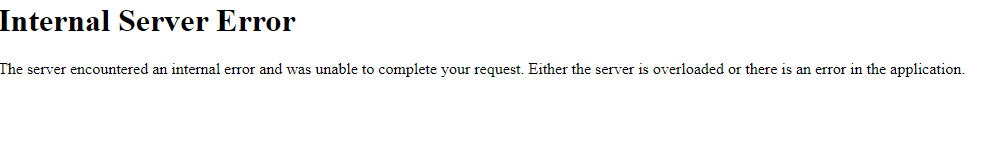 Internal Server Error
The server encountered an internal error and was unable to complete your request. Either the server is overloaded or there is an error in the application.